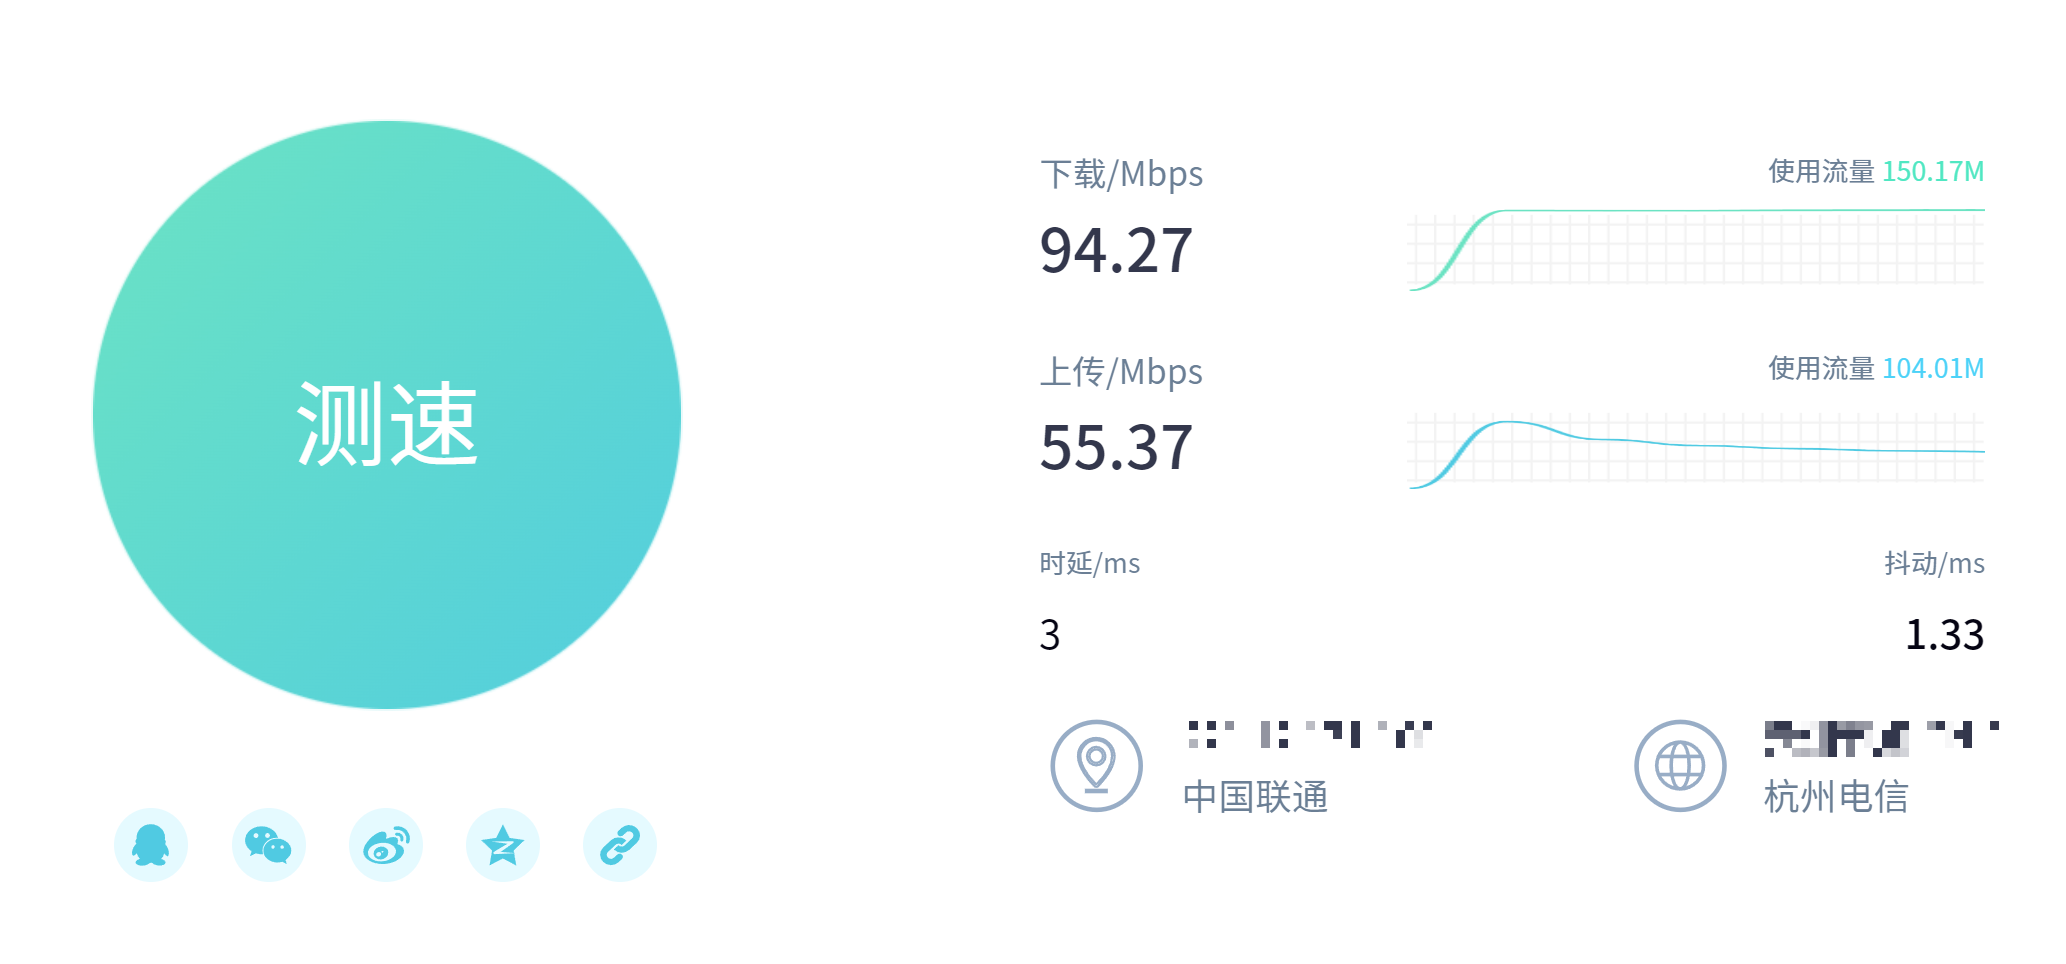 测速
下载/Mbps
使用流量 150.17M
94.27
上传/Mbps
使用流量 104.01M
55.37
时延/ms
抖动/ms
3
1.33
中国联通
杭州电信